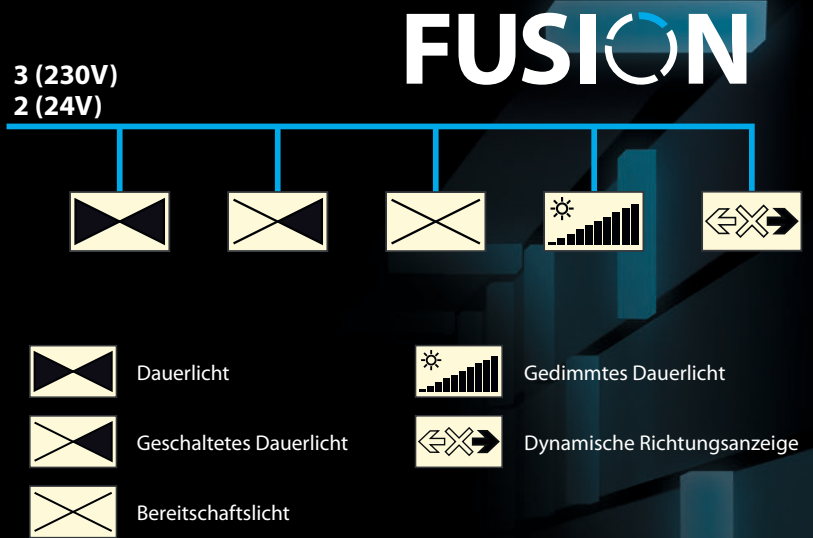 FUSION
3 (230V)
2 (24V)
Dauerlicht
Gedimmtes Dauerlicht
Geschaltetes Dauerlicht
Dynamische Richtungsanzeige
Bereitschaftslicht